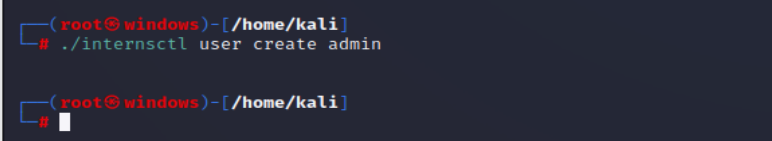 ┌──(root㉿windows)-[/home/kali]
└─# ./internsctl user create admin
┌──(root㉿windows)-[/home/kali]
└─#